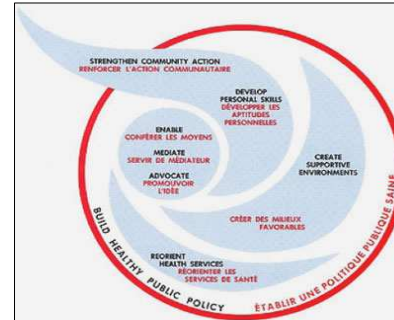 STRENGTHEN COMMUNITY ACTION
RENFORCER L'ACTION COMMUNAUTAIRE
DEVELOP
PERSONAL SKILLS
DÉVELOPPER LES
APTITUDES
PERSONNELLES
ENABLE
CONFÉRER LES MOYENS
MEDIATE
SERVIR DE MÉDIATEUR
ADVOCATE
PROMOUVOIR
L'IDÉE
CREATE
SUPPORTIVE
ENVIRONMENTS
CRÉER DES MILIEUX
FAVORABLES
REORIENT
HEALTH SERVICES
RÉORIENTER LES
SERVICES DE SANTÉ
BUILD HEALTHY PUBLIC POLICY
ÉTABLIR UNE POLITIQUE PUBLIQUE SAINE